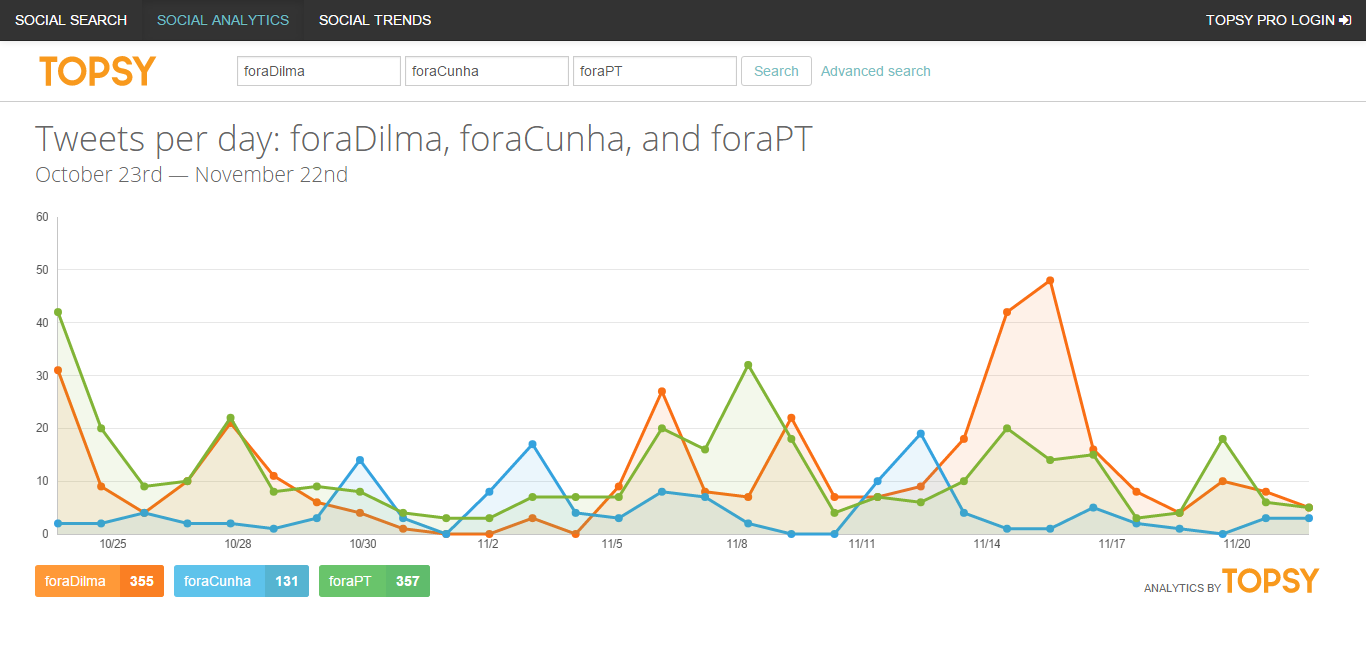 SOCIAL SEARCH SOCIAL ANALYTICS SOCIAL TRENDS TOPSY PRO LOGIN
TOPSY foraDilma foraCunha foraPT Search Advanced search
Tweets per day: foraDilma, foraCunha, and foraPT
October 23rd — November 22nd
60
50
40
30
20
10
0
10/25 10/28 10/30 11/2 11/5 11/8 11/11 11/14 11/17 11/20
foraDilma 355 foraCunha 131 foraPT 357
ANALYTICS BY TOPSY